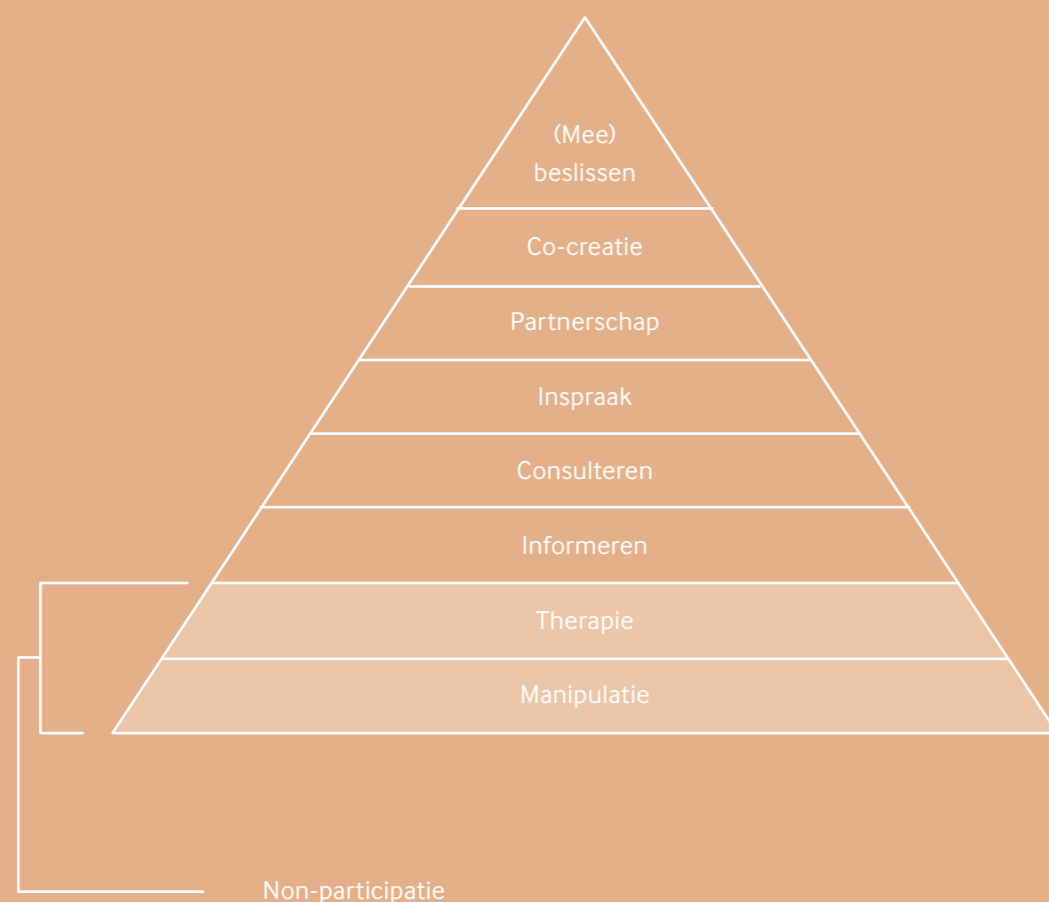 (Mee)
beslissen
Co-creatie
Partnerschap
Inspraak
Consulteren
Informeren
Therapie
Manipulatie
Non-participatie